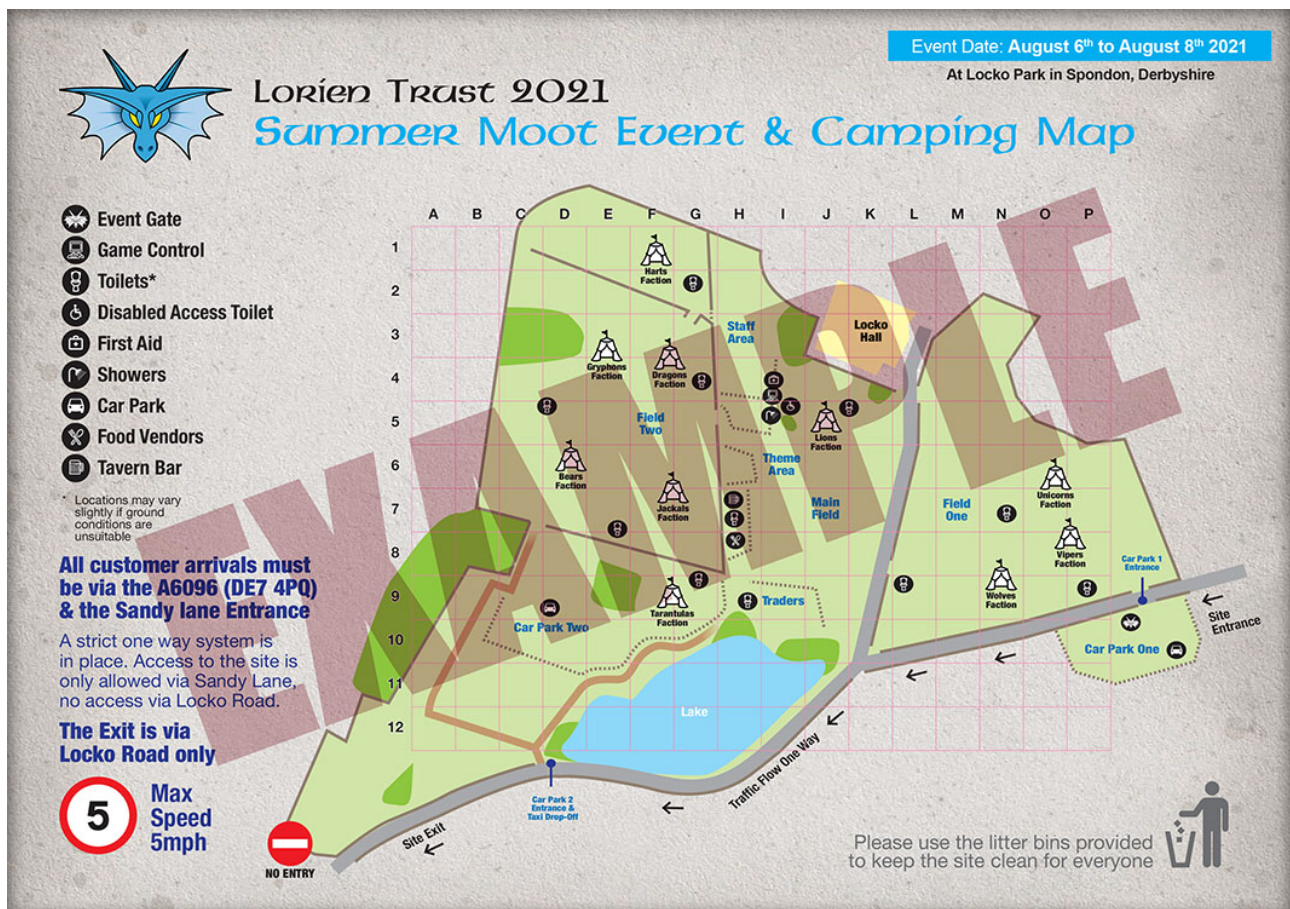 Event Date: August 6th to August 8th 2021
At Locko Park in Spondon, Derbyshire
Lorien Trust 2021
Summer Moot Event & Camping Map
Event Gate
Game Control
Toilets*
Disabled Access Toilet
First Aid
Showers
Car Park
Food Vendors
Tavern Bar
* Locations may vary
slightly if ground
conditions are
unsuitable
All customer arrivals must
be via the A6096 (DE7 4PQ)
& the Sandy lane Entrance
A strict one way system is
in place. Access to the site is
only allowed via Sandy Lane,
no access via Locko Road.
The Exit is via
Locko Road only
5
Max
Speed
5mph
NO ENTRY
A B C D E F G H I J K L M N O P
1
2
3
4
5
6
7
8
9
10
11
12
EXAMPLE
Harts
Faction
Staff
Area
Locko
Hall
Gryphons
Faction
Dragons
Faction
Field
Two
Lions
Faction
Bears
Faction
Theme
Area
Jackals
Faction
Main
Field
Field
One
Unicorns
Faction
Vipers
Faction
Wolves
Faction
Car Park 1
Entrance
Tarantulas
Faction
Traders
Car Park Two
Site
Entrance
Car Park One
Lake
Traffic Flow One Way
Car Park 2
Entrance &
Taxi Drop-Off
Site Exit
Please use the litter bins provided
to keep the site clean for everyone